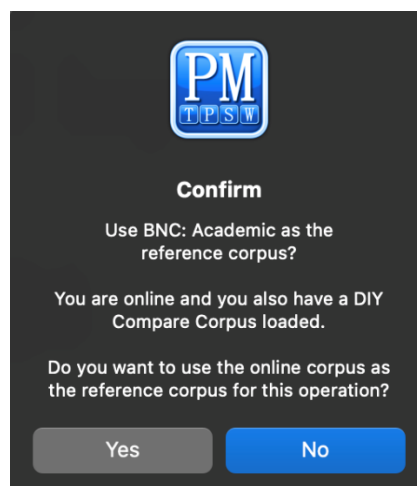 PM
TPSW
Confirm
Use BNC: Academic as the
reference corpus?
You are online and you also have a DIY
Compare Corpus loaded.
Do you want to use the online corpus as
the reference corpus for this operation?
Yes
No